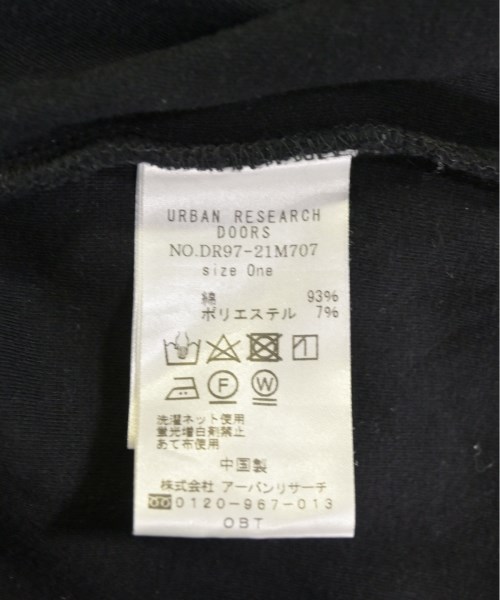 URBAN RESEARCH
DOORS
NO.DR97-21M707
size One
綿 93%
ポリエステル 7%
F W
洗濯ネット使用
蛍光増白剤禁止
あて布使用
中国製
株式会社 アーバンリサーチ
0120-967-013
OBT